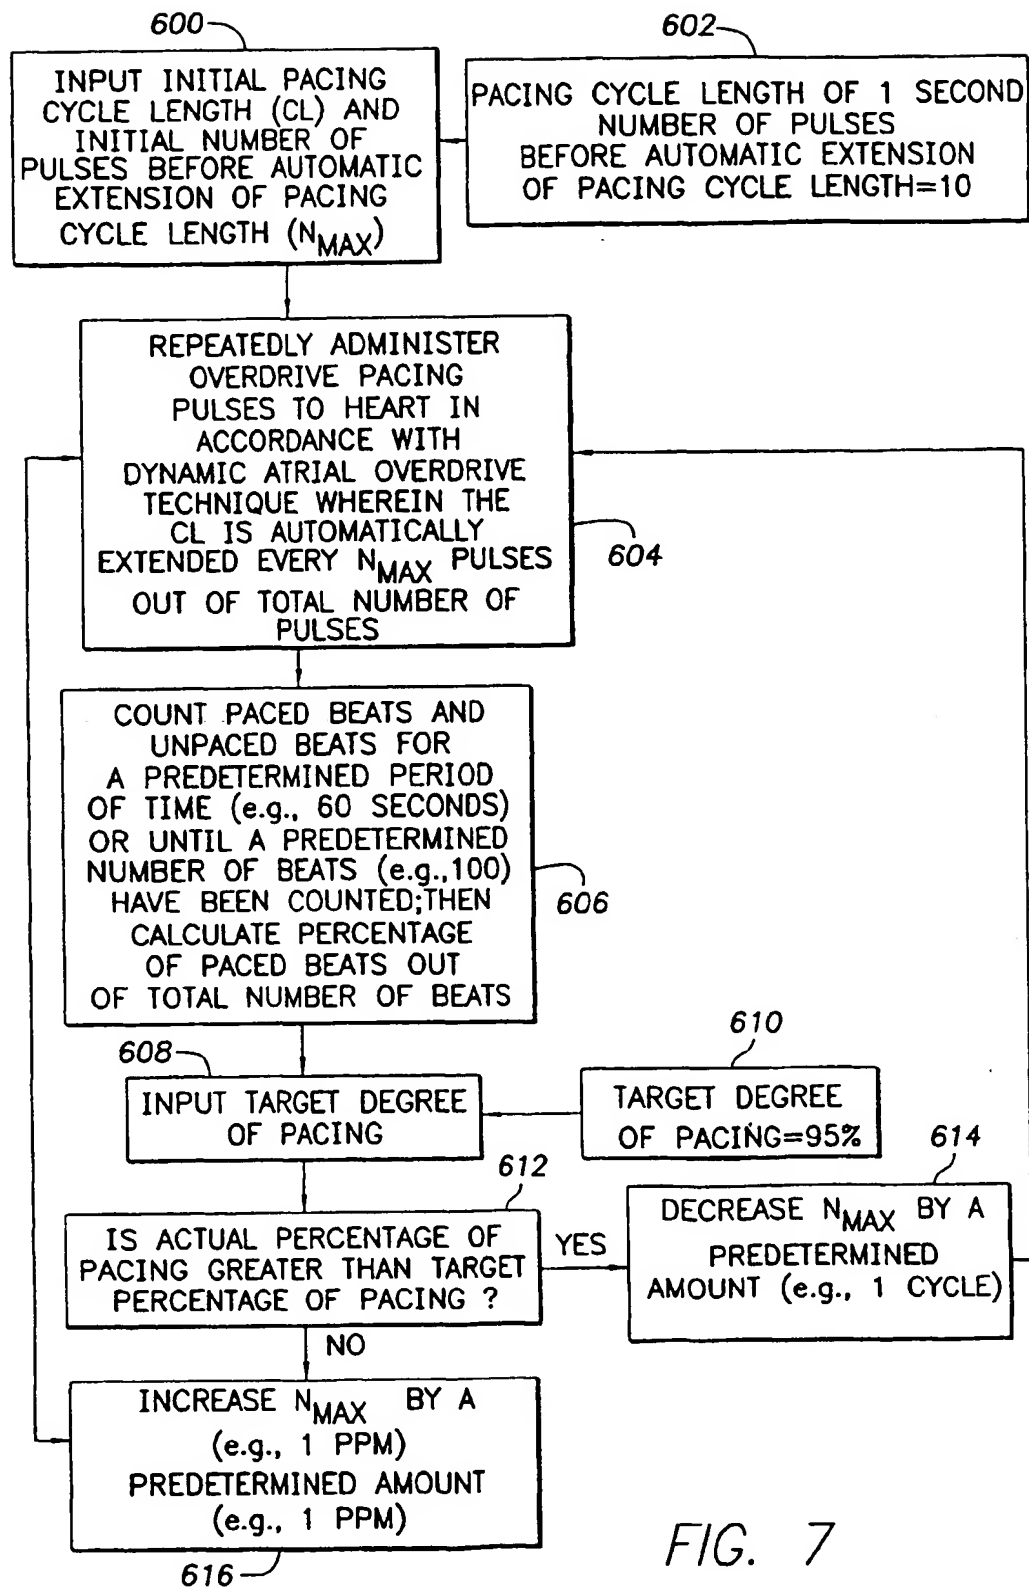 600
INPUT INITIAL PACING
CYCLE LENGTH (CL) AND
INITIAL NUMBER OF
PULSES BEFORE AUTOMATIC
EXTENSION OF PACING
CYCLE LENGTH (NMAX)
602
PACING CYCLE LENGTH OF 1 SECOND
NUMBER OF PULSES
BEFORE AUTOMATIC EXTENSION
OF PACING CYCLE LENGTH=10
REPEATEDLY ADMINISTER
OVERDRIVE PACING
PULSES TO HEART IN
ACCORDANCE WITH
DYNAMIC ATRIAL OVERDRIVE
TECHNIQUE WHEREIN THE
CL IS AUTOMATICALLY
EXTENDED EVERY NMAX PULSES
OUT OF TOTAL NUMBER OF
PULSES
604
COUNT PACED BEATS AND
UNPACED BEATS FOR
A PREDETERMINED PERIOD
OF TIME (e.g., 60 SECONDS)
OR UNTIL A PREDETERMINED
NUMBER OF BEATS (e.g.,100)
HAVE BEEN COUNTED;THEN
CALCULATE PERCENTAGE
OF PACED BEATS OUT
OF TOTAL NUMBER OF BEATS
606
608
INPUT TARGET DEGREE
OF PACING
610
TARGET DEGREE
OF PACING=95%
612
IS ACTUAL PERCENTAGE OF
PACING GREATER THAN TARGET
PERCENTAGE OF PACING ?
YES
614
DECREASE NMAX BY A
PREDETERMINED
AMOUNT (e.g., 1 CYCLE)
NO
INCREASE NMAX BY A
(e.g., 1 PPM)
PREDETERMINED AMOUNT
(e.g., 1 PPM)
616
FIG. 7